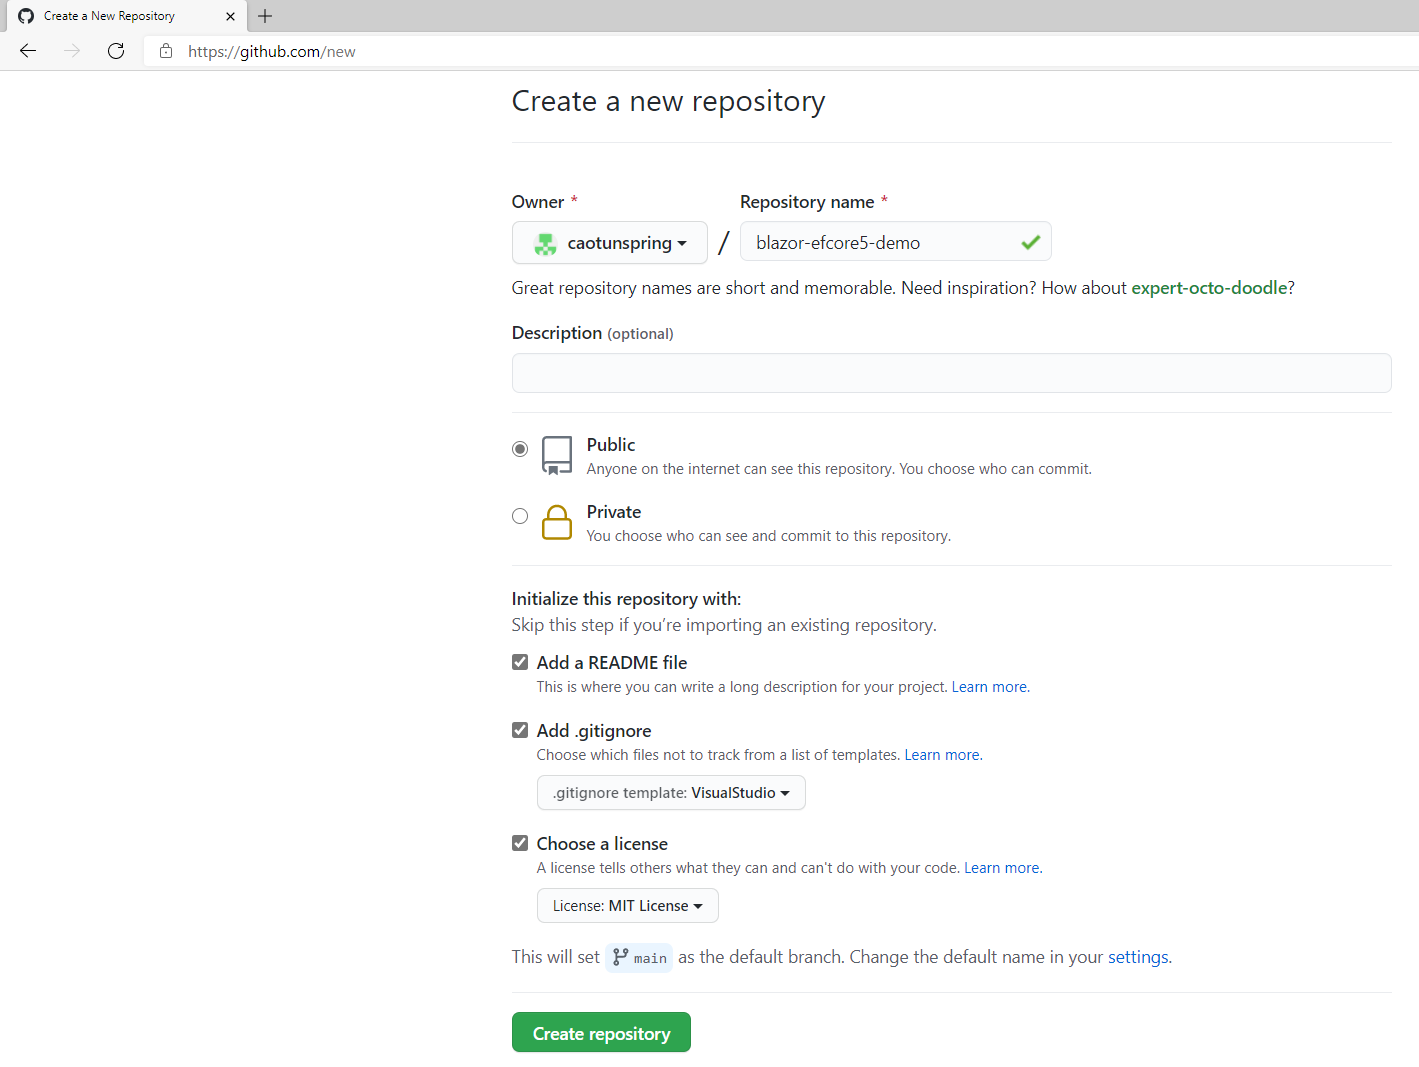 Create a New Repository
https://github.com/new
Create a new repository
Owner * Repository name *
caotunspring / blazor-efcore5-demo
Great repository names are short and memorable. Need inspiration? How about expert-octo-doodle?
Description (optional)
Public
Anyone on the internet can see this repository. You choose who can commit.
Private
You choose who can see and commit to this repository.
Initialize this repository with:
Skip this step if you’re importing an existing repository.
Add a README file
This is where you can write a long description for your project. Learn more.
Add .gitignore
Choose which files not to track from a list of templates. Learn more.
.gitignore template: VisualStudio
Choose a license
A license tells others what they can and can't do with your code. Learn more.
License: MIT License
This will set main as the default branch. Change the default name in your settings.
Create repository